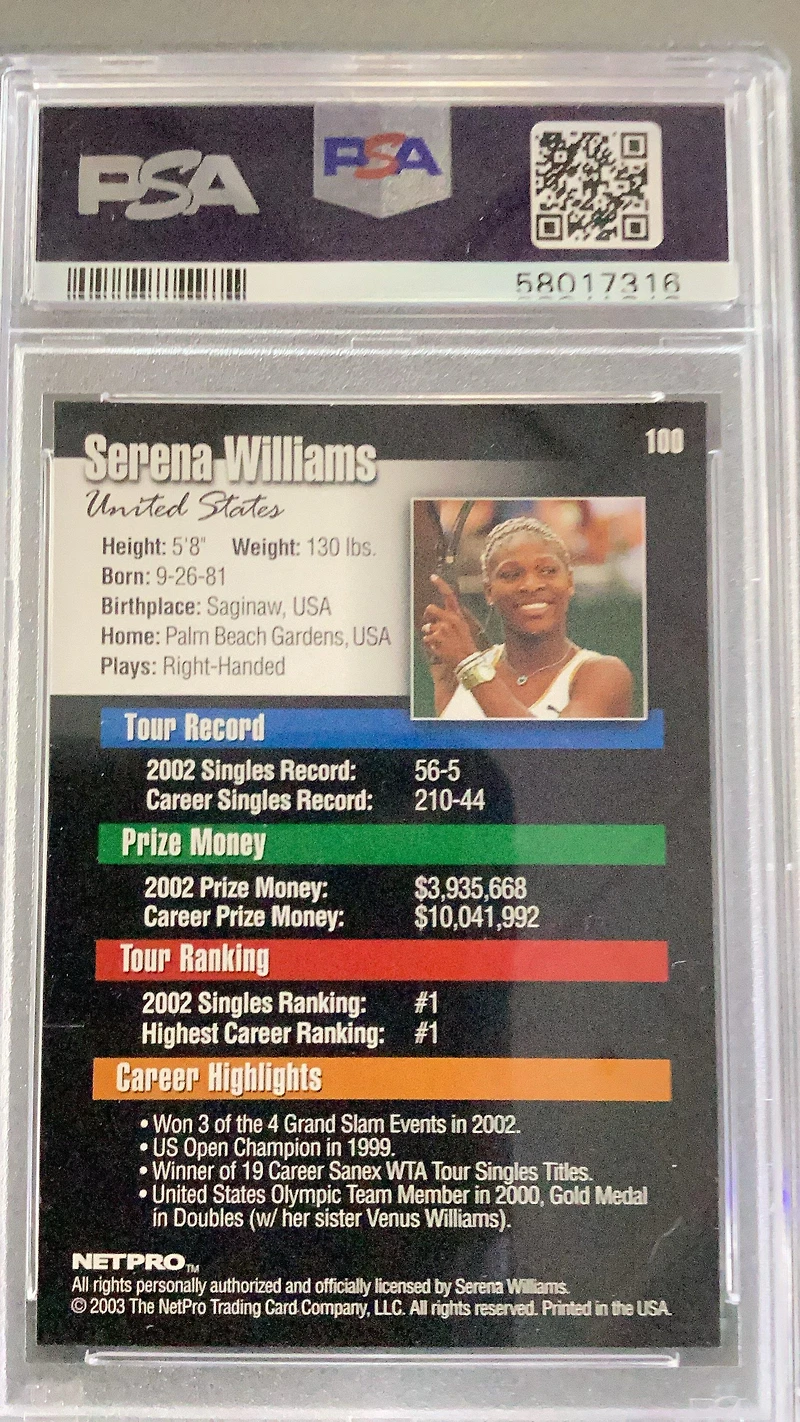 PSA
PSA
58017316
Serena Williams
100
United States
Height: 5'8" Weight: 130 lbs.
Born: 9-26-81
Birthplace: Saginaw, USA
Home: Palm Beach Gardens, USA
Plays: Right-Handed
Tour Record
2002 Singles Record: 56-5
Career Singles Record: 210-44
Prize Money
2002 Prize Money: $3,935,668
Career Prize Money: $10,041,992
Tour Ranking
2002 Singles Ranking: #1
Highest Career Ranking: #1
Career Highlights
• Won 3 of the 4 Grand Slam Events in 2002.
• US Open Champion in 1999.
• Winner of 19 Career Sanex WTA Tour Singles Titles.
• United States Olympic Team Member in 2000, Gold Medal
in Doubles (w/ her sister Venus Williams).
NETPRO™
All rights personally authorized and officially licensed by Serena Williams.
© 2003 The NetPro Trading Card Company, LLC. All rights reserved. Printed in the USA.